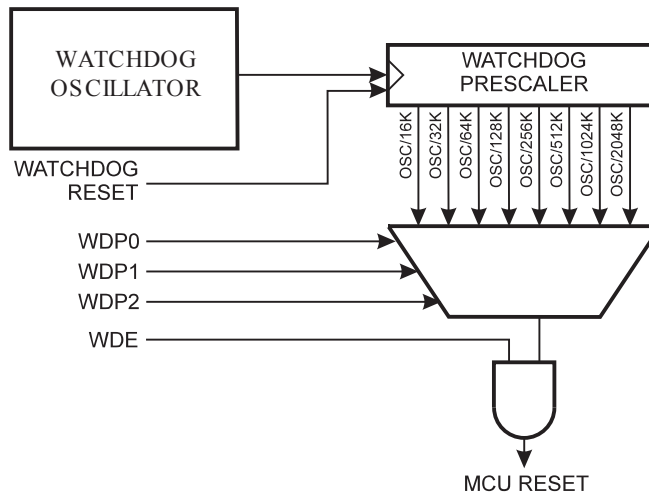 WATCHDOG
OSCILLATOR
WATCHDOG
PRESCALER
WATCHDOG
RESET
OSC/16K
OSC/32K
OSC/64K
OSC/128K
OSC/256K
OSC/512K
OSC/1024K
OSC/2048K
WDP0
WDP1
WDP2
WDE
MCU RESET